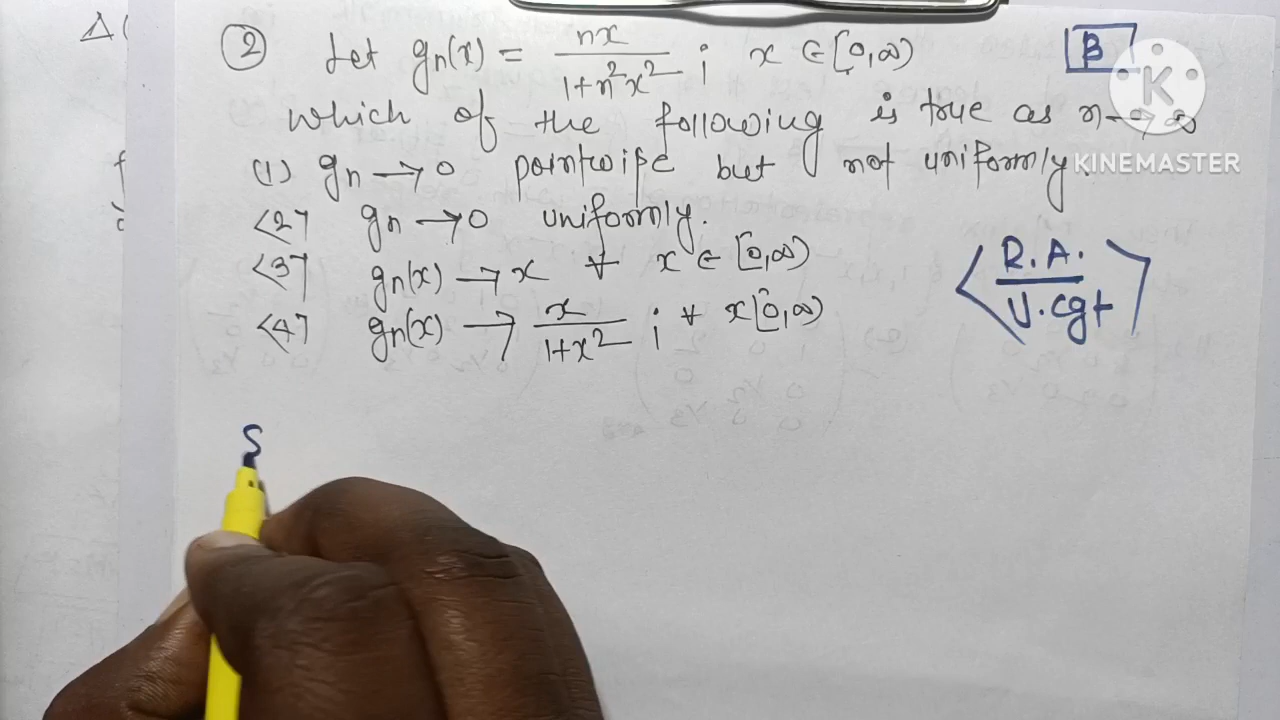 ② Let gn(x) = nx / 1+n²x² ; x ∈ [0,∞)
B
which of the following is true as n→∞
(1) gn → 0 pointwise but not uniformly.
KINEMASTER
<2> gn → 0 uniformly.
<3> gn(x) → x ∀ x ∈ [0,∞)
<4> gn(x) → x / 1+x² ; ∀ x[0,∞)
<R.A. / U.cgt>
S